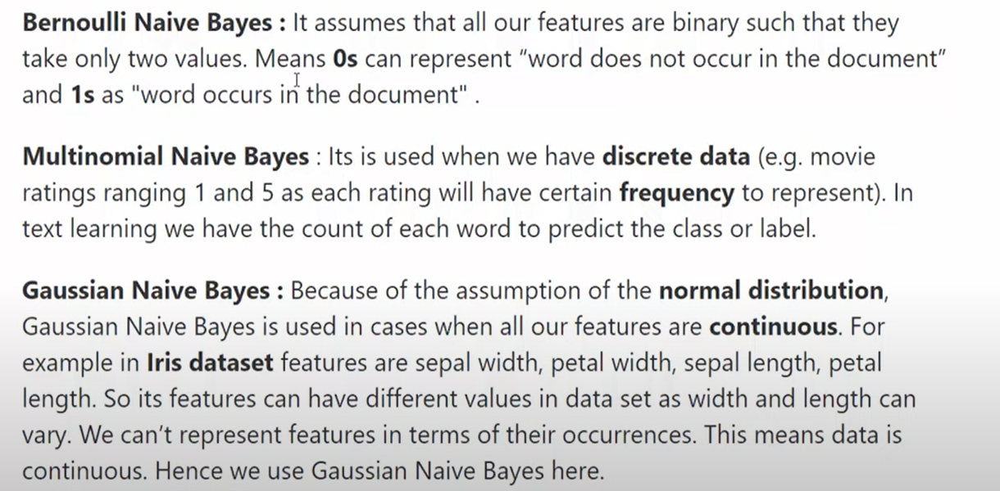 Bernoulli Naive Bayes : It assumes that all our features are binary such that they
take only two values. Means 0s can represent “word does not occur in the document”
and 1s as "word occurs in the document" .
Multinomial Naive Bayes : Its is used when we have discrete data (e.g. movie
ratings ranging 1 and 5 as each rating will have certain frequency to represent). In
text learning we have the count of each word to predict the class or label.
Gaussian Naive Bayes : Because of the assumption of the normal distribution,
Gaussian Naive Bayes is used in cases when all our features are continuous. For
example in Iris dataset features are sepal width, petal width, sepal length, petal
length. So its features can have different values in data set as width and length can
vary. We can’t represent features in terms of their occurrences. This means data is
continuous. Hence we use Gaussian Naive Bayes here.